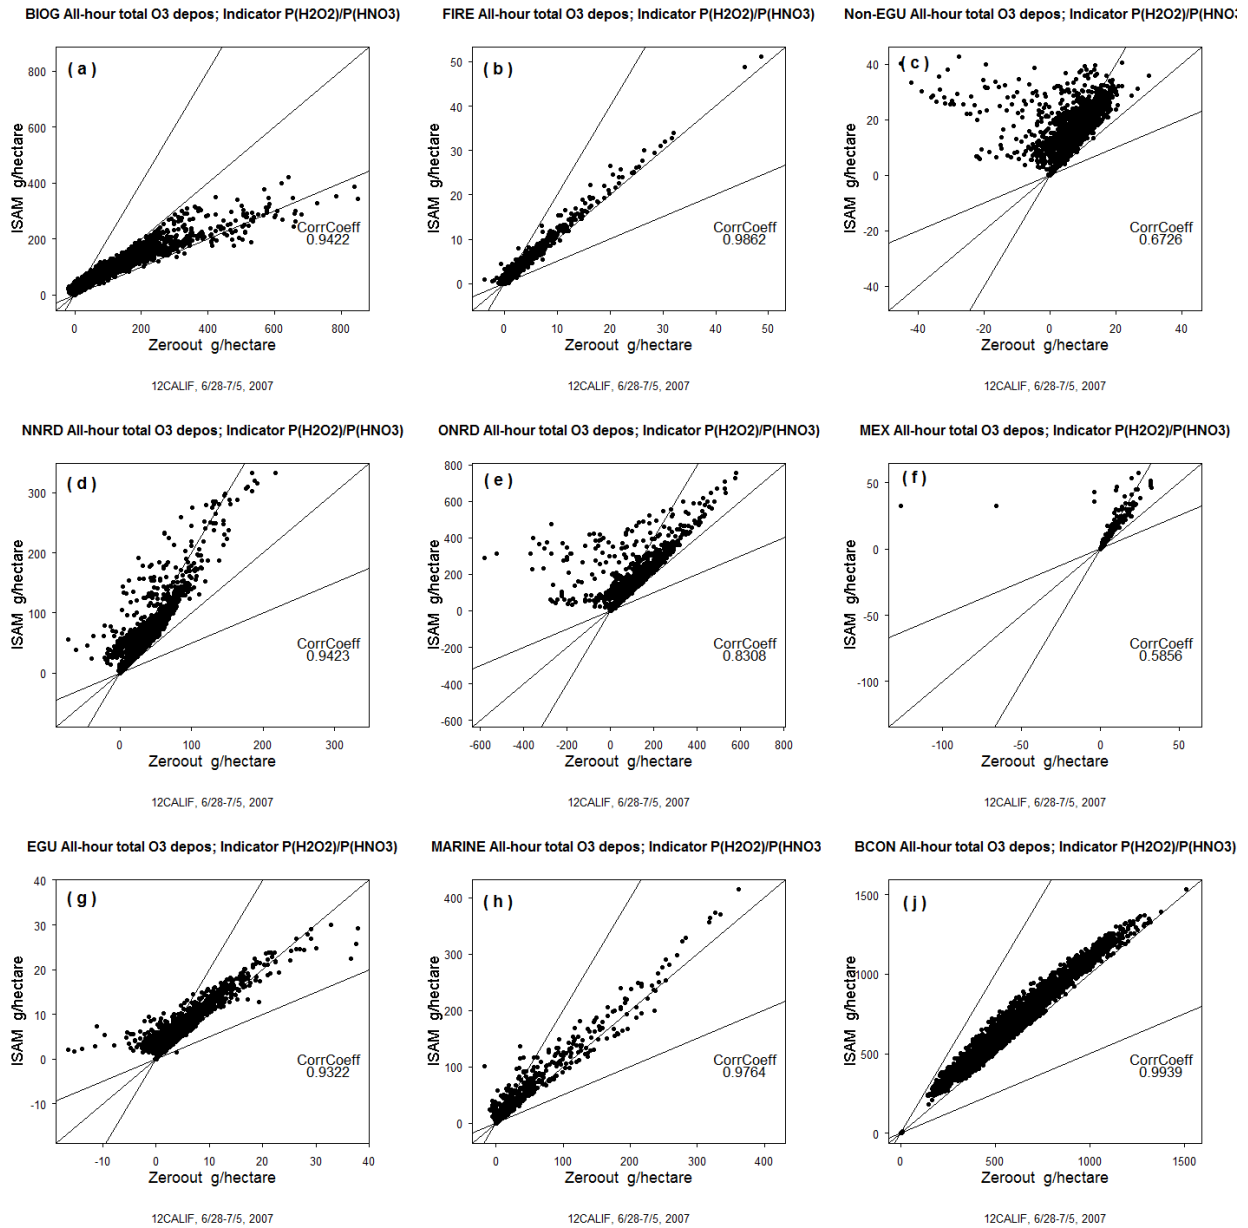 BIOG All-hour total O3 depos; Indicator P(H2O2)/P(HNO3)
( a )
ISAM g/hectare
800
600
400
200
0
CorrCoeff
0.9422
0 200 400 600 800
Zeroout g/hectare
12CALIF, 6/28-7/5, 2007
FIRE All-hour total O3 depos; Indicator P(H2O2)/P(HNO3)
( b )
ISAM g/hectare
50
40
30
20
10
0
CorrCoeff
0.9862
0 10 20 30 40 50
Zeroout g/hectare
12CALIF, 6/28-7/5, 2007
Non-EGU All-hour total O3 depos; Indicator P(H2O2)/P(HNO3
( c )
ISAM g/hectare
40
20
0
-20
-40
CorrCoeff
0.6726
-40 -20 0 20 40
Zeroout g/hectare
12CALIF, 6/28-7/5, 2007
NNRD All-hour total O3 depos; Indicator P(H2O2)/P(HNO3)
( d )
ISAM g/hectare
300
200
100
0
CorrCoeff
0.9423
0 100 200 300
Zeroout g/hectare
12CALIF, 6/28-7/5, 2007
ONRD All-hour total O3 depos; Indicator P(H2O2)/P(HNO3)
( e )
ISAM g/hectare
800
600
400
200
0
-200
-400
-600
CorrCoeff
0.8308
-600 -400 -200 0 200 400 600 800
Zeroout g/hectare
12CALIF, 6/28-7/5, 2007
MEX All-hour total O3 depos; Indicator P(H2O2)/P(HNO3)
( f )
ISAM g/hectare
50
0
-50
-100
CorrCoeff
0.5856
-100 -50 0 50
Zeroout g/hectare
12CALIF, 6/28-7/5, 2007
EGU All-hour total O3 depos; Indicator P(H2O2)/P(HNO3)
( g )
ISAM g/hectare
40
30
20
10
0
-10
CorrCoeff
0.9322
-10 0 10 20 30 40
Zeroout g/hectare
12CALIF, 6/28-7/5, 2007
MARINE All-hour total O3 depos; Indicator P(H2O2)/P(HNO3
( h )
ISAM g/hectare
400
300
200
100
0
CorrCoeff
0.9764
0 100 200 300 400
Zeroout g/hectare
12CALIF, 6/28-7/5, 2007
BCON All-hour total O3 depos; Indicator P(H2O2)/P(HNO3)
( j )
ISAM g/hectare
1500
1000
500
0
CorrCoeff
0.9939
0 500 1000 1500
Zeroout g/hectare
12CALIF, 6/28-7/5, 2007